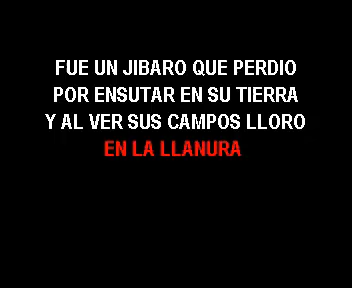 FUE UN JIBARO QUE PERDIO
POR ENSUTAR EN SU TIERRA
Y AL VER SUS CAMPOS LLORO
EN LA LLANURA